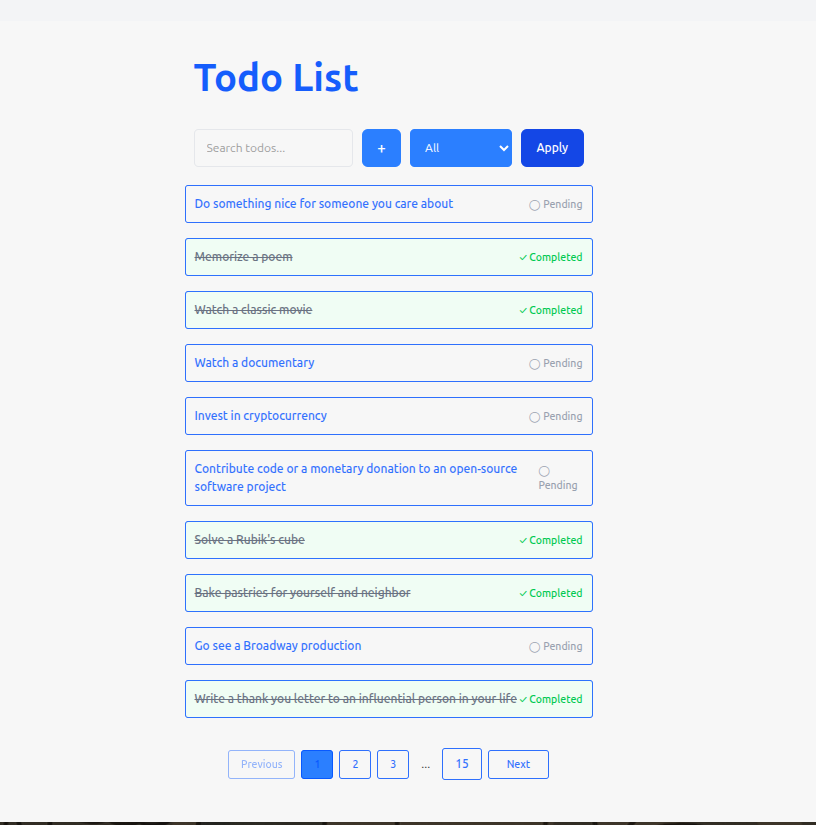 Todo List
Search todos...
+
All
Apply
Do something nice for someone you care about
◯ Pending
Memorize a poem
✓ Completed
Watch a classic movie
✓ Completed
Watch a documentary
◯ Pending
Invest in cryptocurrency
◯ Pending
Contribute code or a monetary donation to an open-source
software project
◯
Pending
Solve a Rubik's cube
✓ Completed
Bake pastries for yourself and neighbor
✓ Completed
Go see a Broadway production
◯ Pending
Write a thank you letter to an influential person in your life
✓ Completed
Previous 1 2 3 ... 15 Next